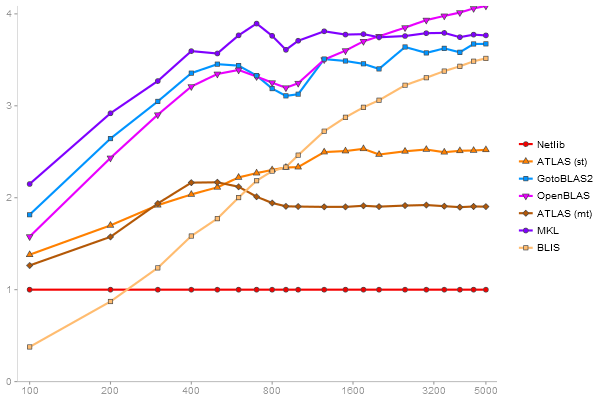 4
3
2
1
0
100 200 400 800 1600 3200 5000
Netlib
ATLAS (st)
GotoBLAS2
OpenBLAS
ATLAS (mt)
MKL
BLIS